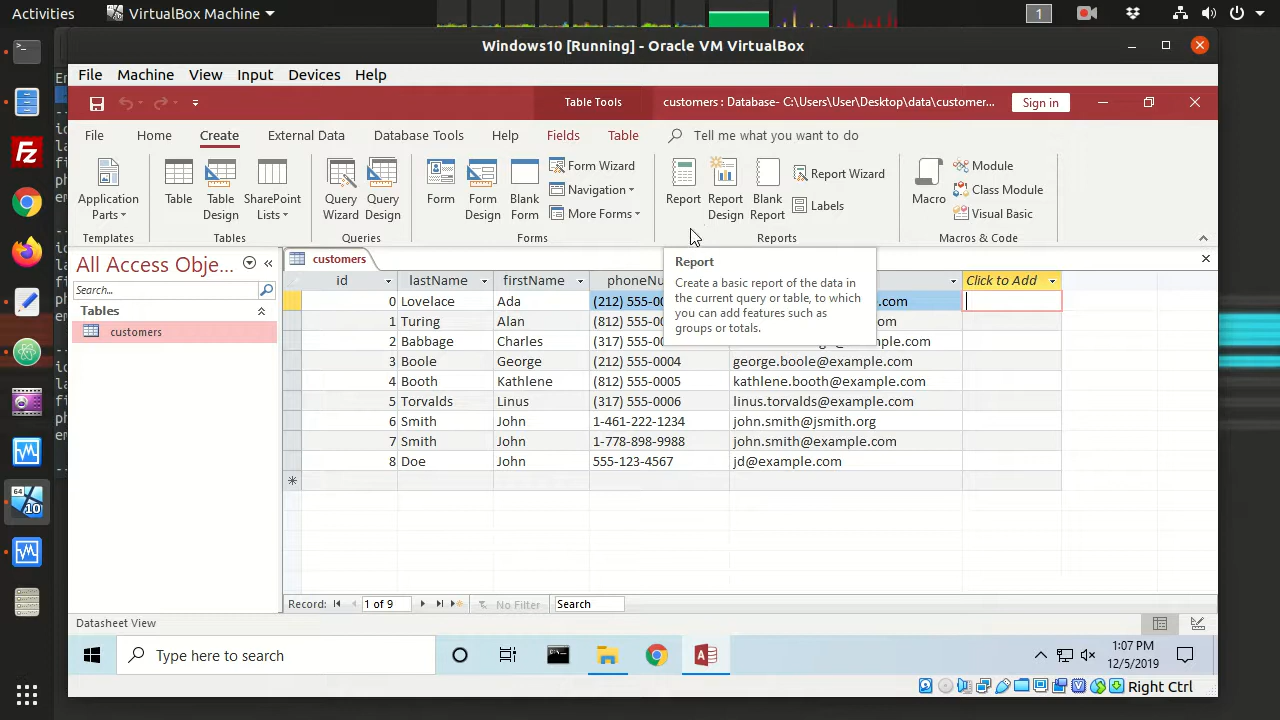 Activities VirtualBox Machine 1
Windows10 [Running] - Oracle VM VirtualBox
File Machine View Input Devices Help
Table Tools customers : Database- C:\Users\User\Desktop\data\customer... Sign in
File Home Create External Data Database Tools Help Fields Table Tell me what you want to do
Application Parts
Templates
Table
Table Design
SharePoint Lists
Tables
Query Wizard
Query Design
Queries
Form
Form Design
Blank Form
Form Wizard
Navigation
More Forms
Forms
Report
Report Design
Blank Report
Report Wizard
Labels
Reports
Macro
Module
Class Module
Visual Basic
Macros & Code
All Access Obje...
Search...
Tables
customers
customers
id lastName firstName phoneNu Click to Add
0 Lovelace Ada (212) 555-00 .com
1 Turing Alan (812) 555-00 .com
2 Babbage Charles (317) 555-00 @example.com
3 Boole George (212) 555-0004 george.boole@example.com
4 Booth Kathlene (812) 555-0005 kathlene.booth@example.com
5 Torvalds Linus (317) 555-0006 linus.torvalds@example.com
6 Smith John 1-461-222-1234 john.smith@jsmith.org
7 Smith John 1-778-898-9988 john.smith@example.com
8 Doe John 555-123-4567 jd@example.com
Report
Create a basic report of the data in
the current query or table, to which
you can add features such as
groups or totals.
Record: 1 of 9 No Filter Search
Datasheet View
Type here to search
1:07 PM
12/5/2019
Right Ctrl